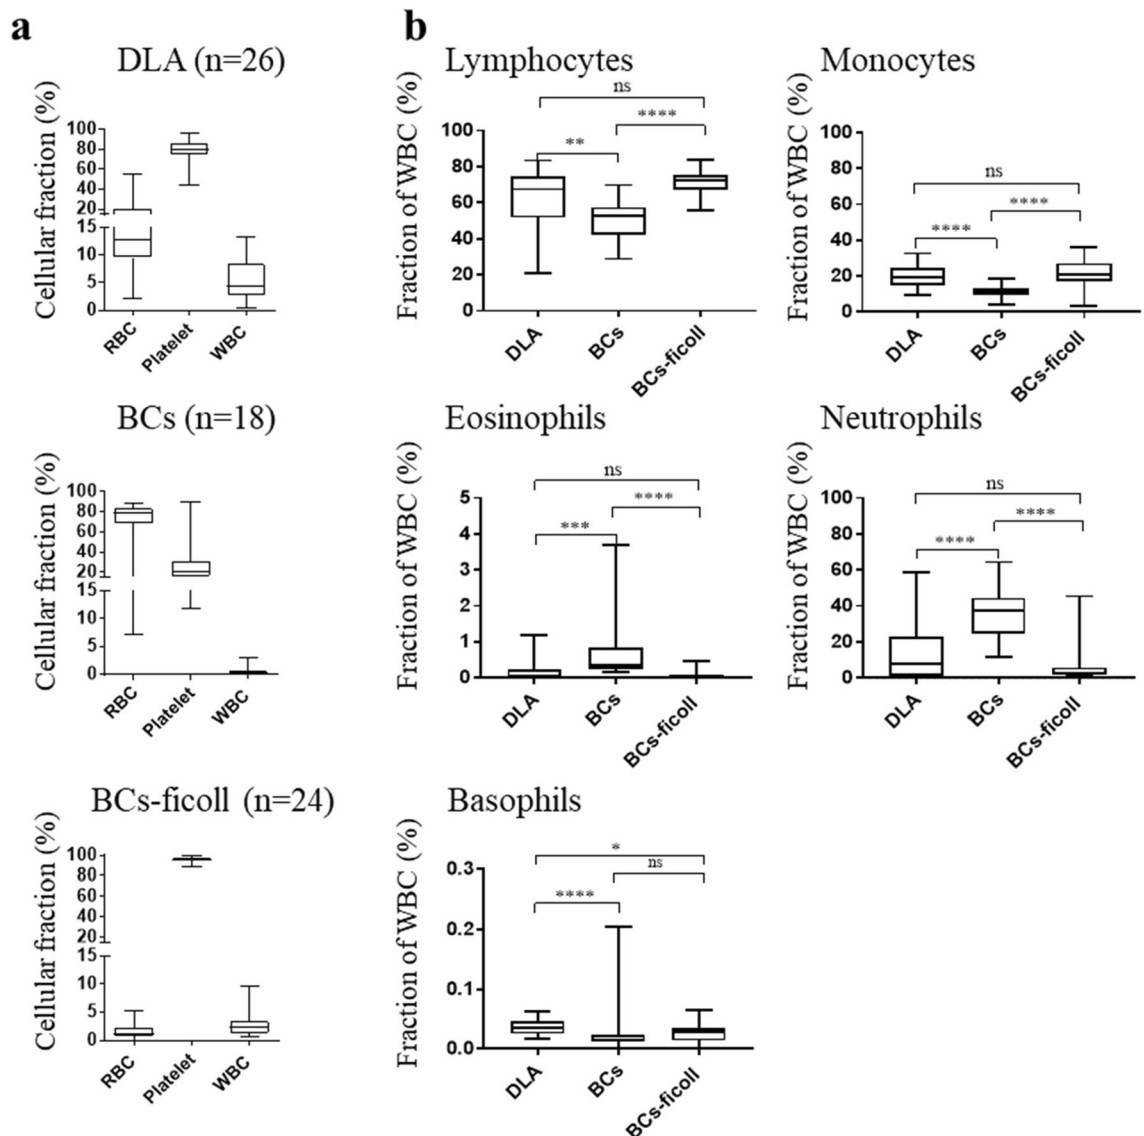 a
DLA (n=26)
Cellular fraction (%)
100
80
60
40
20
15
10
5
0
RBC
Platelet
WBC
BCs (n=18)
Cellular fraction (%)
100
80
60
40
20
15
10
5
0
RBC
Platelet
WBC
BCs-ficoll (n=24)
Cellular fraction (%)
100
80
60
40
20
15
10
5
0
RBC
Platelet
WBC
b
Lymphocytes
Fraction of WBC (%)
ns
****
**
100
80
60
40
20
0
DLA
BCs
BCs-ficoll
Monocytes
Fraction of WBC (%)
ns
****
****
100
80
60
40
20
0
DLA
BCs
BCs-ficoll
Eosinophils
Fraction of WBC (%)
ns
****
***
5
4
3
2
1
0
DLA
BCs
BCs-ficoll
Neutrophils
Fraction of WBC (%)
ns
****
****
100
80
60
40
20
0
DLA
BCs
BCs-ficoll
Basophils
Fraction of WBC (%)
*
ns
****
0.3
0.2
0.1
0.0
DLA
BCs
BCs-ficoll